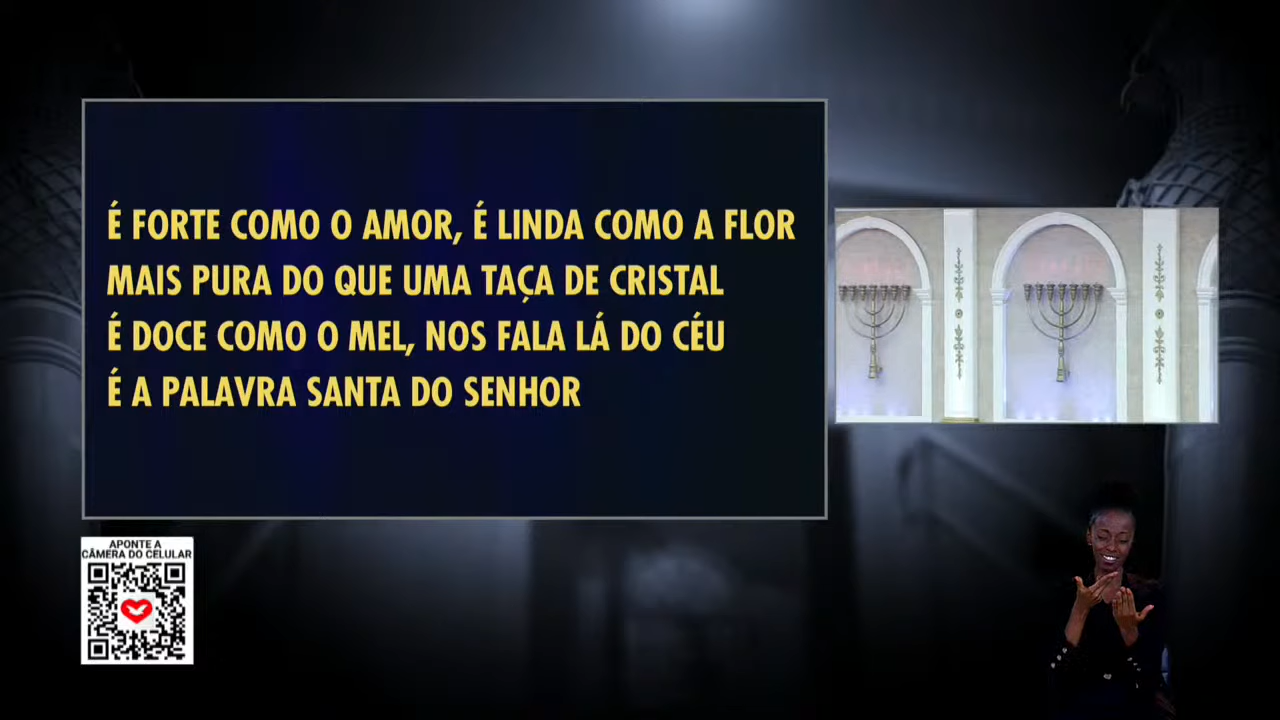 É FORTE COMO O AMOR, É LINDA COMO A FLOR
MAIS PURA DO QUE UMA TAÇA DE CRISTAL
É DOCE COMO O MEL, NOS FALA LÁ DO CÉU
É A PALAVRA SANTA DO SENHOR
APONTE A
CÂMERA DO CELULAR